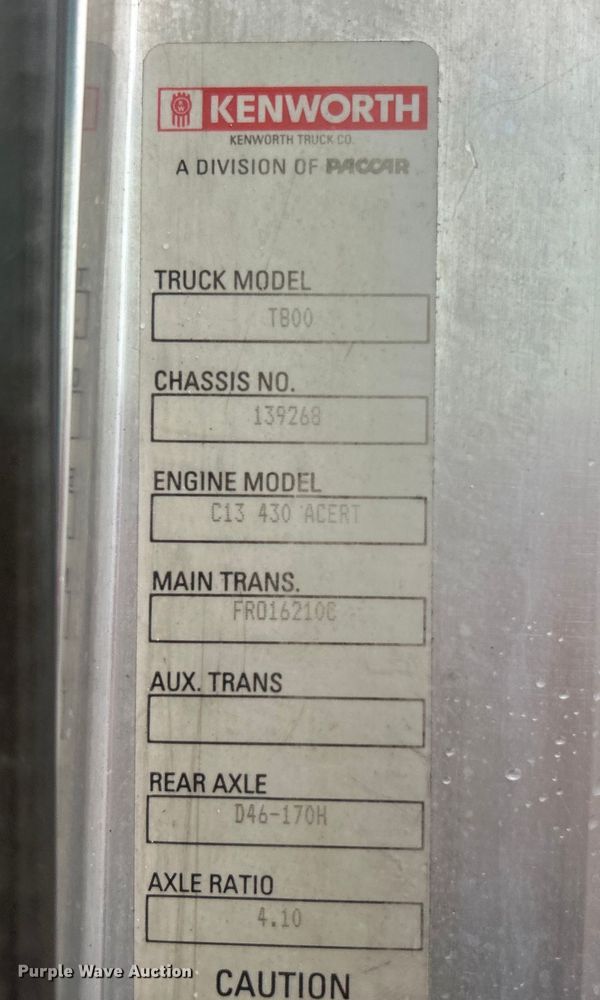 KENWORTH
KENWORTH TRUCK CO.
A DIVISION OF PACCAR
TRUCK MODEL
T800
CHASSIS NO.
139268
ENGINE MODEL
C13 430 ACERT
MAIN TRANS.
FRO16210C
AUX. TRANS
REAR AXLE
D46-170H
AXLE RATIO
4.10
CAUTION
Purple Wave Auction